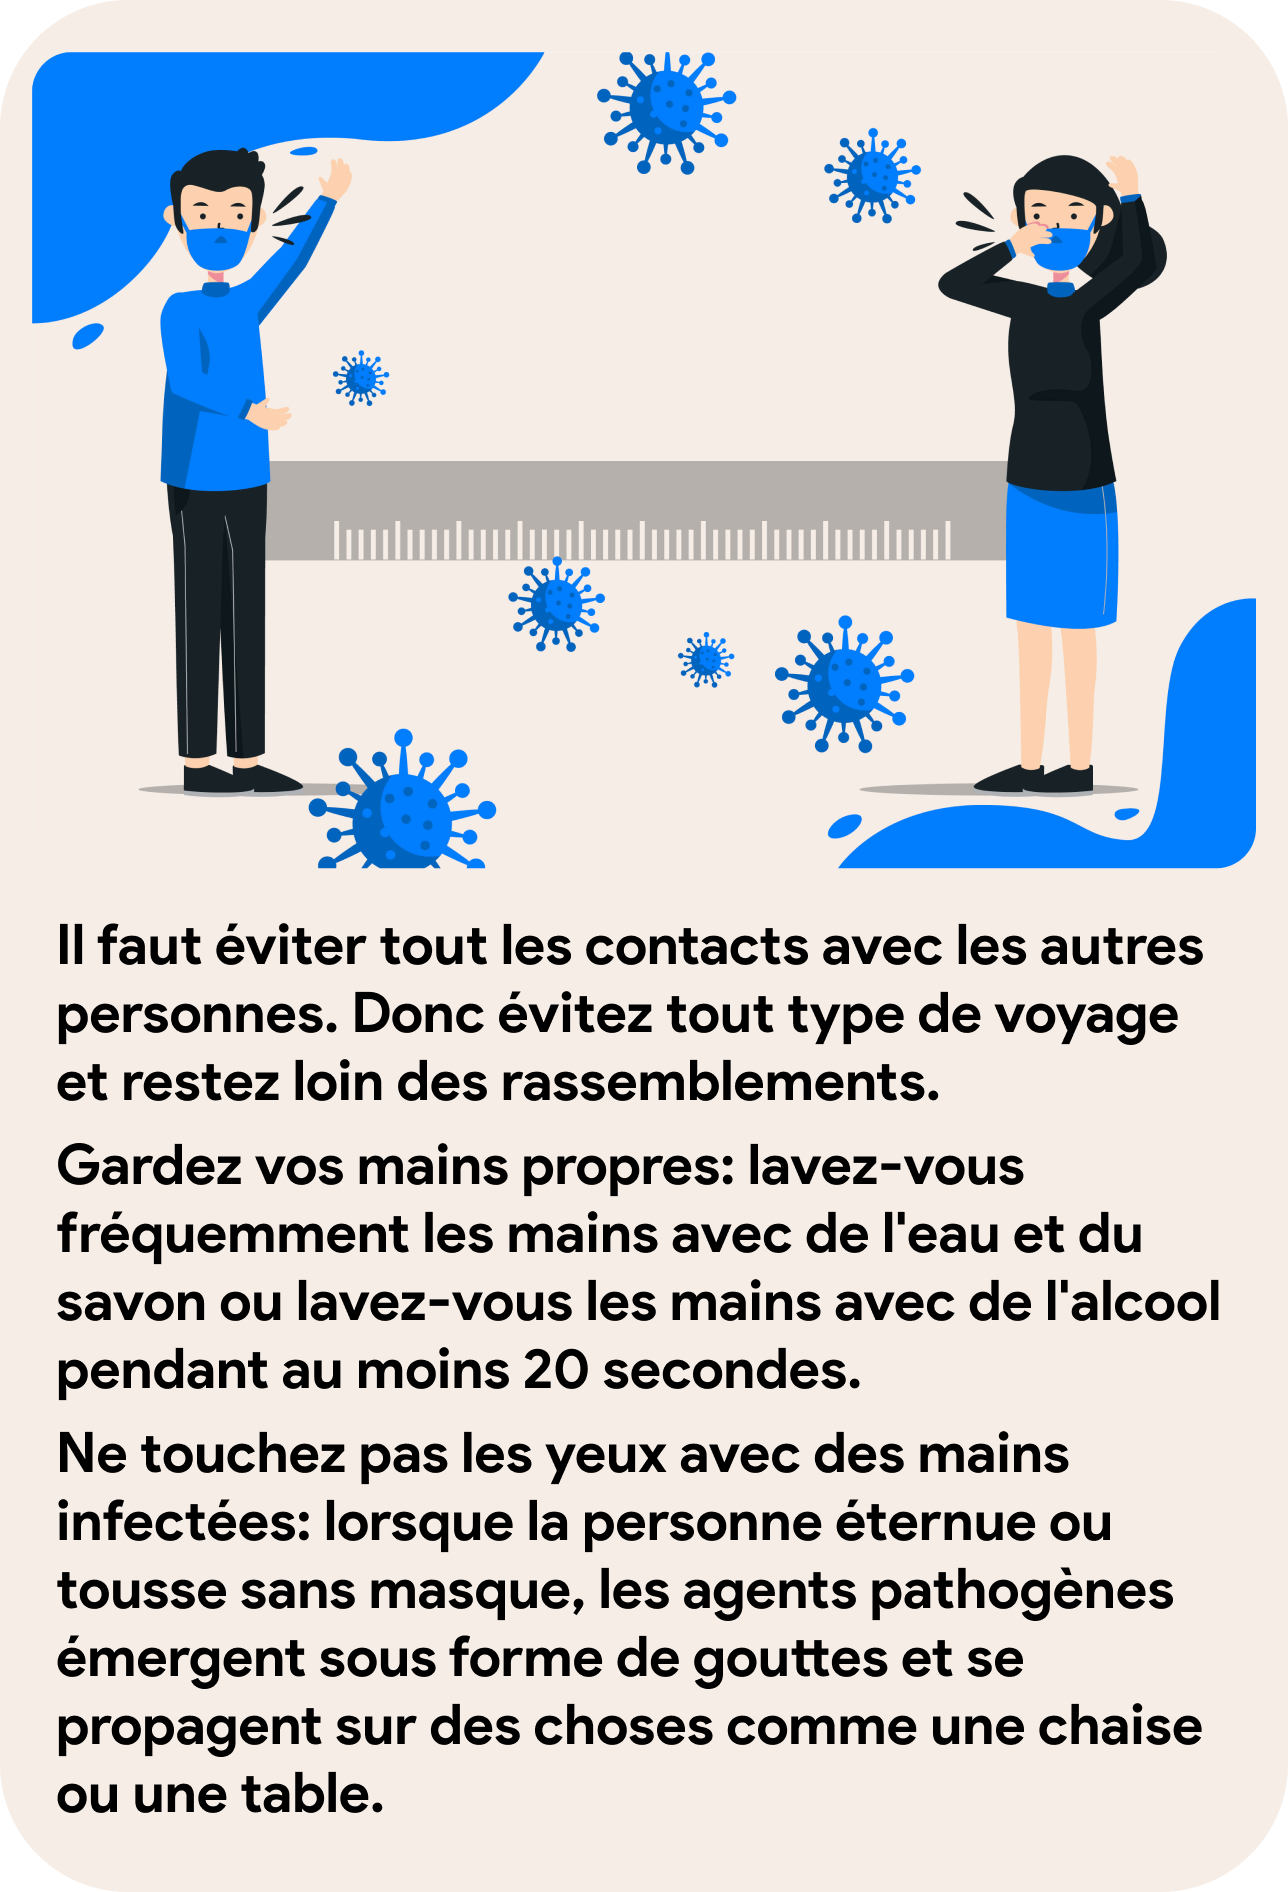 Il faut éviter tout les contacts avec les autres
personnes. Donc évitez tout type de voyage
et restez loin des rassemblements.
Gardez vos mains propres: lavez-vous
fréquemment les mains avec de l'eau et du
savon ou lavez-vous les mains avec de l'alcool
pendant au moins 20 secondes.
Ne touchez pas les yeux avec des mains
infectées: lorsque la personne éternue ou
tousse sans masque, les agents pathogènes
émergent sous forme de gouttes et se
propagent sur des choses comme une chaise
ou une table.